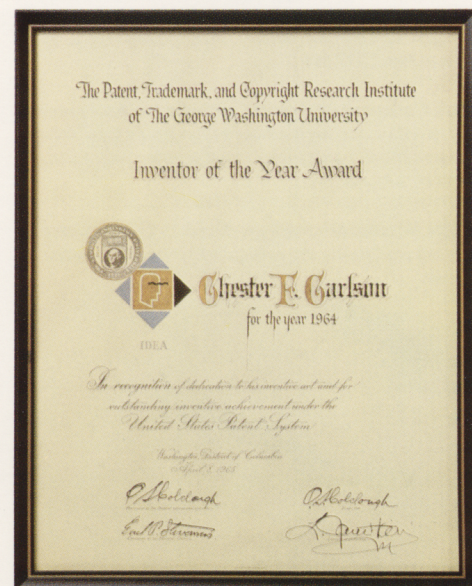 The Patent, Trademark, and Copyright Research Institute
of The George Washington University
Inventor of the Year Award
Chester F. Carlson
for the year 1964
IDEA
In recognition of dedication to his inventive art and for
outstanding inventive achievement under the
United States Patent System
Washington, District of Columbia
April 8,